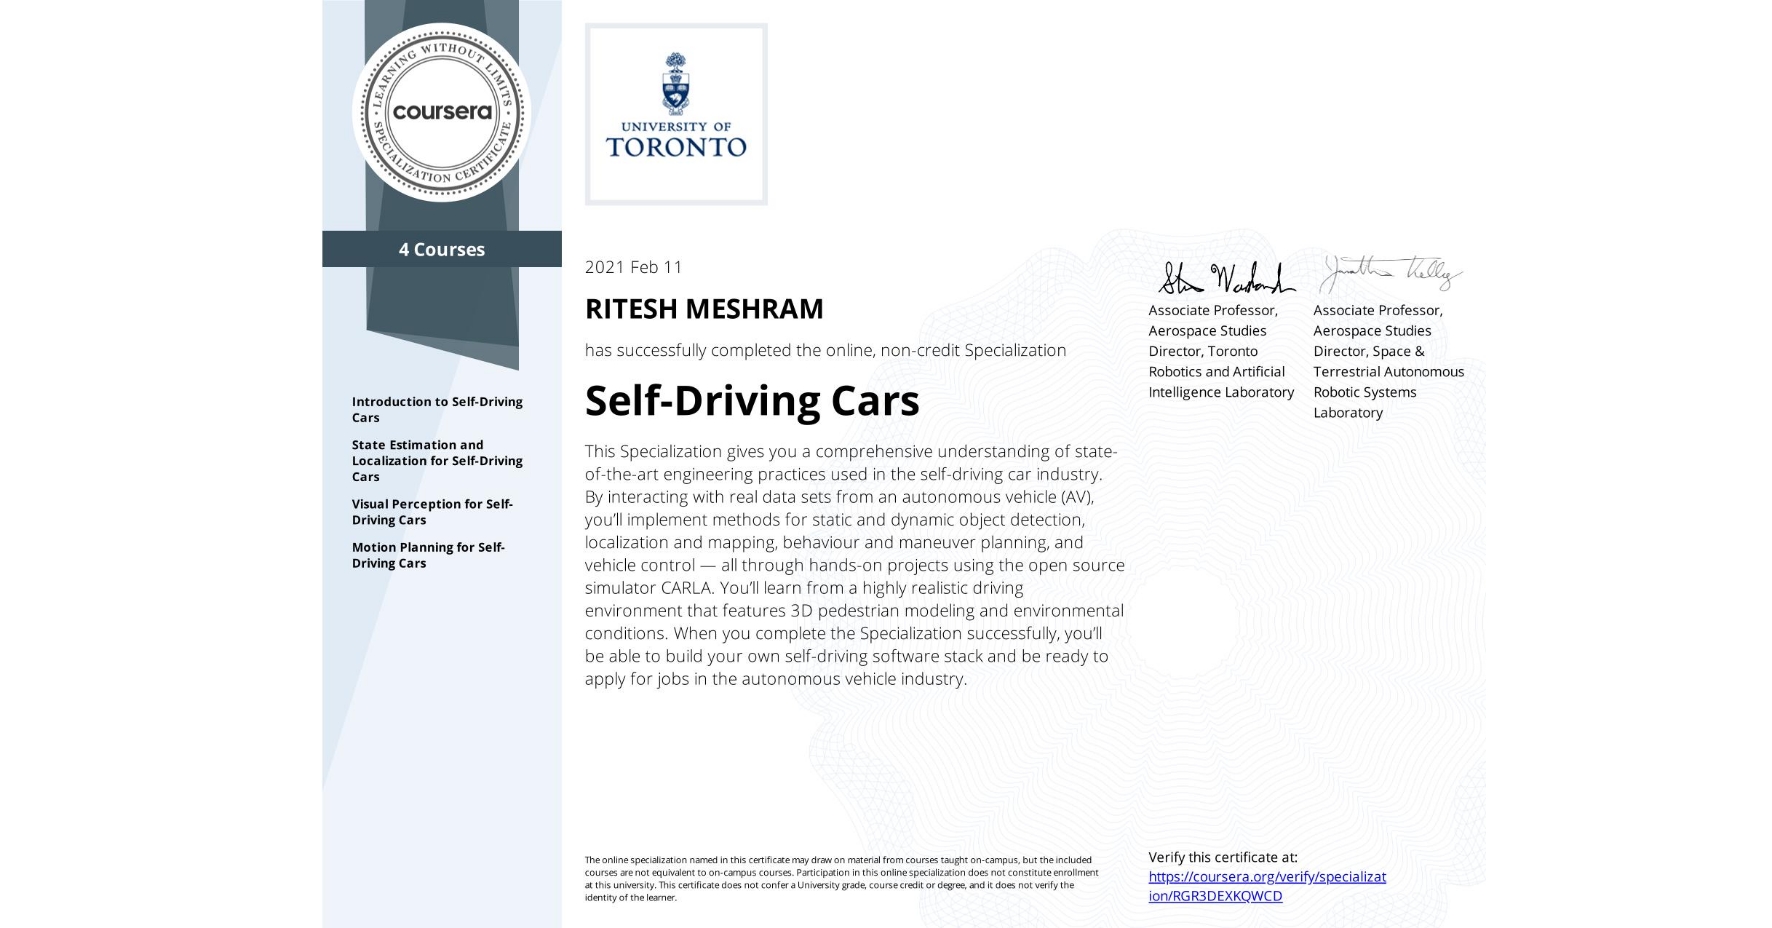 LEARNING WITHOUT LIMITS
coursera
SPECIALIZATION CERTIFICATE
4 Courses
Introduction to Self-Driving
Cars
State Estimation and
Localization for Self-Driving
Cars
Visual Perception for Self-
Driving Cars
Motion Planning for Self-
Driving Cars
UNIVERSITY OF
TORONTO
2021 Feb 11
RITESH MESHRAM
has successfully completed the online, non-credit Specialization
Self-Driving Cars
This Specialization gives you a comprehensive understanding of state-
of-the-art engineering practices used in the self-driving car industry.
By interacting with real data sets from an autonomous vehicle (AV),
you'll implement methods for static and dynamic object detection,
localization and mapping, behaviour and maneuver planning, and
vehicle control — all through hands-on projects using the open source
simulator CARLA. You'll learn from a highly realistic driving
environment that features 3D pedestrian modeling and environmental
conditions. When you complete the Specialization successfully, you'll
be able to build your own self-driving software stack and be ready to
apply for jobs in the autonomous vehicle industry.
Associate Professor,
Aerospace Studies
Director, Toronto
Robotics and Artificial
Intelligence Laboratory
Associate Professor,
Aerospace Studies
Director, Space &
Terrestrial Autonomous
Robotic Systems
Laboratory
The online specialization named in this certificate may draw on material from courses taught on-campus, but the included
courses are not equivalent to on-campus courses. Participation in this online specialization does not constitute enrollment
at this university. This certificate does not confer a University grade, course credit or degree, and it does not verify the
identity of the learner.
Verify this certificate at:
https://coursera.org/verify/specializat
ion/RGR3DEXKQWCD